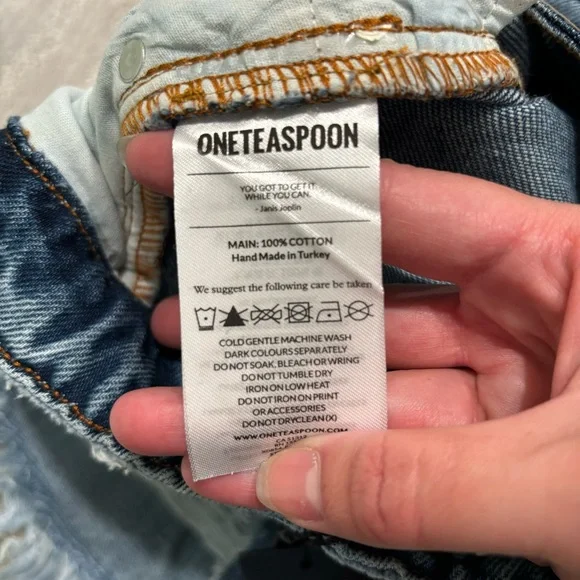 ONETEASPOON
YOU GOT TO GET IT
WHILE YOU CAN.
- Janis Joplin
MAIN: 100% COTTON
Hand Made in Turkey
We suggest the following care be taken
COLD GENTLE MACHINE WASH
DARK COLOURS SEPARATELY
DO NOT SOAK, BLEACH OR WRING
DO NOT TUMBLE DRY
IRON ON LOW HEAT
DO NOT IRON ON PRINT
OR ACCESSORIES
DO NOT DRYCLEAN (X)
WWW.ONETEASPOON.COM